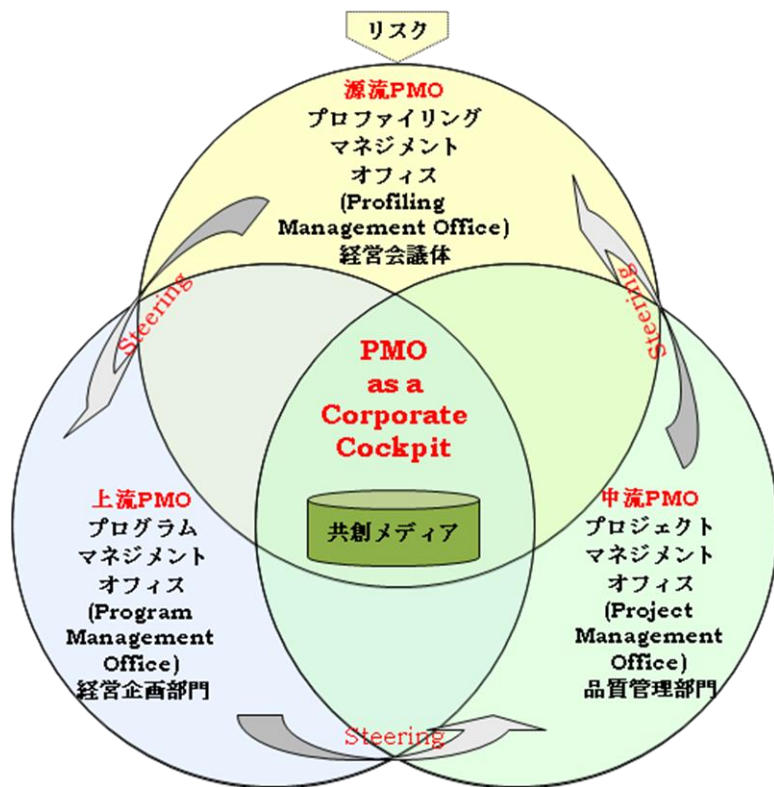 リスク
源流PMO
プロファイリング
マネジメント
オフィス
(Profiling
Management Office)
経営会議体
Steering
Steering
PMO
as a
Corporate
Cockpit
共創メディア
上流PMO
プログラム
マネジメント
オフィス
(Program
Management
Office)
経営企画部門
中流PMO
プロジェクト
マネジメント
オフィス
(Project
Management
Office)
品質管理部門
Steering